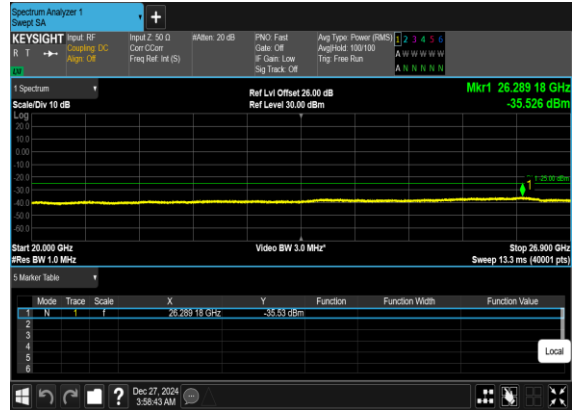 Spectrum Analyzer 1
Swept SA
+
KEYSIGHT Input: RF Input Z: 50 Ω #Atten: 20 dB PNO: Fast Avg Type: Power (RMS) 1 2 3 4 5 6
R T Coupling: DC Corr CCorr Gate: Off Avg|Hold: 100/100 A W W W W W
Align: Off Freq Ref: Int (S) IF Gain: Low Trig: Free Run
Sig Track: Off A N N N N N
1 Spectrum Ref Lvl Offset 26.00 dB Mkr1 26.289 18 GHz
Scale/Div 10 dB Ref Level 30.00 dBm -35.526 dBm
Log
20.0
10.0
0.00
-10.0
-20.0
-30.0
-40.0
-50.0
-60.0
1
Start 20.000 GHz Video BW 3.0 MHz* Stop 26.900 GHz
#Res BW 1.0 MHz Sweep 13.3 ms (40001 pts)
5 Marker Table
Mode Trace Scale X Y Function Function Width Function Value
1 N 1 f 26.289 18 GHz -35.53 dBm
2
3
4
5
6
Local
? Dec 27, 2024
3:58:43 AM